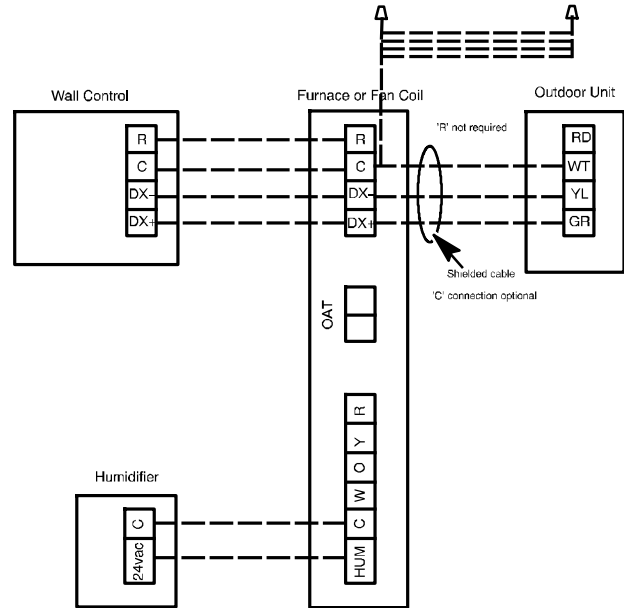 Wall Control
Furnace or Fan Coil
Outdoor Unit
R
C
DX-
DX+
R
C
DX-
DX+
'R' not required
RD
WT
YL
GR
Shielded cable
'C' connection optional
OAT
R
Y
O
W
C
HUM
Humidifier
C
24vac